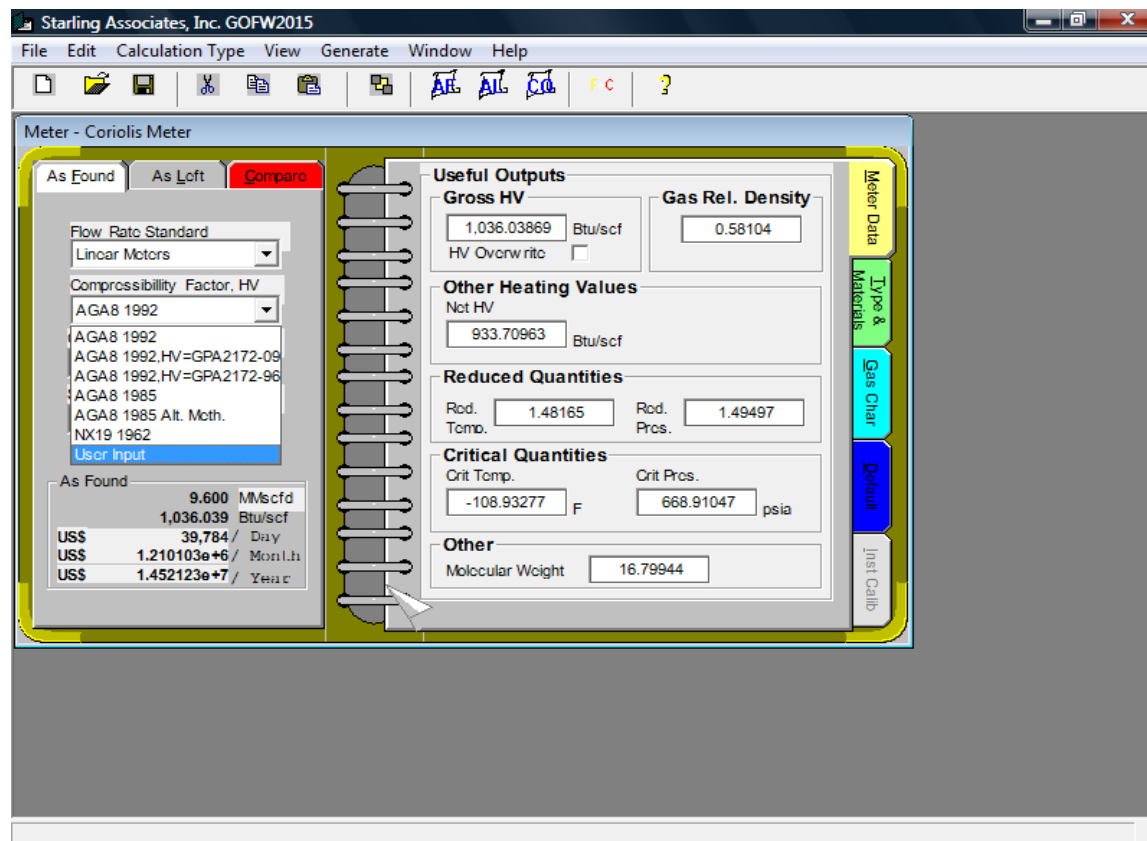 Starling Associates, Inc. GOFW2015
File Edit Calculation Type View Generate Window Help
AF AL CO F C ?
Meter - Coriolis Meter
As Found As Left Compare
Flow Rate Standard
Linear Meters
Compressibillity Factor, HV
AGA8 1992
AGA8 1992
AGA8 1992,HV=GPA2172-09
AGA8 1992,HV=GPA2172-96
AGA8 1985
AGA8 1985 Alt. Meth.
NX19 1962
User Input
As Found
9.600 MMscfd
1,036.039 Btu/scf
US$ 39,784 / Day
US$ 1.210103e+6 / Month
US$ 1.452123e+7 / Year
Useful Outputs
Gross HV
1,036.03869 Btu/scf
HV Overwrite
Gas Rel. Density
0.58104
Other Heating Values
Net HV
933.70963 Btu/scf
Reduced Quantities
Red. Temp. 1.48165 Red. Pres. 1.49497
Critical Quantities
Crit Temp. Crit Pres.
-108.93277 F 668.91047 psia
Other
Molecular Weight 16.79944
Meter Data
Type & Materials
Gas Char
Default
Inst Calib